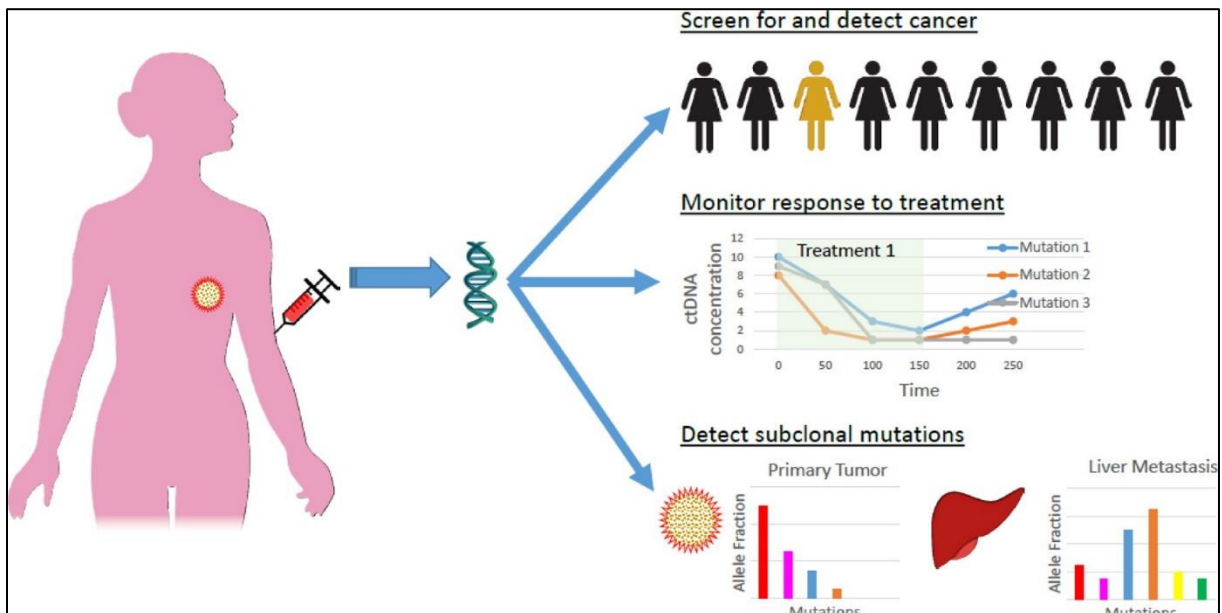 Screen for and detect cancer
Monitor response to treatment
12
10
8
6
4
2
0
ctDNA
concentration
Treatment 1
Mutation 1
Mutation 2
Mutation 3
0 50 100 150 200 250
Time
Detect subclonal mutations
Primary Tumor
Allele Fraction
Mutations
Liver Metastasis
Allele Fraction
Mutations